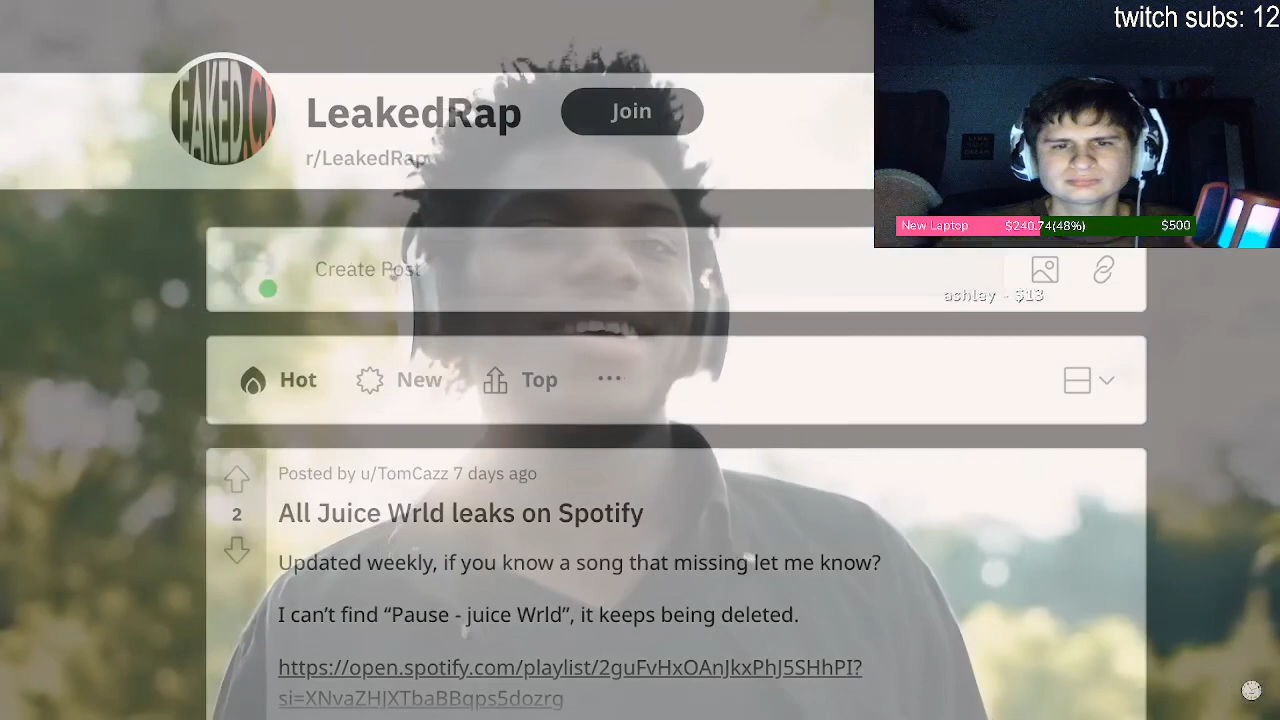 twitch subs: 12
LEAKED.C
LeakedRap
Join
r/LeakedRap
New Laptop $240.74(48%) $500
Create Post
ashley - $13
Hot New Top ...
Posted by u/TomCazz 7 days ago
2
All Juice Wrld leaks on Spotify
Updated weekly, if you know a song that missing let me know?
I can’t find “Pause - juice Wrld”, it keeps being deleted.
https://open.spotify.com/playlist/2guFvHxOAnJkxPhJ5SHhPI?
si=XNvaZHJXTbaBBqps5dozrg